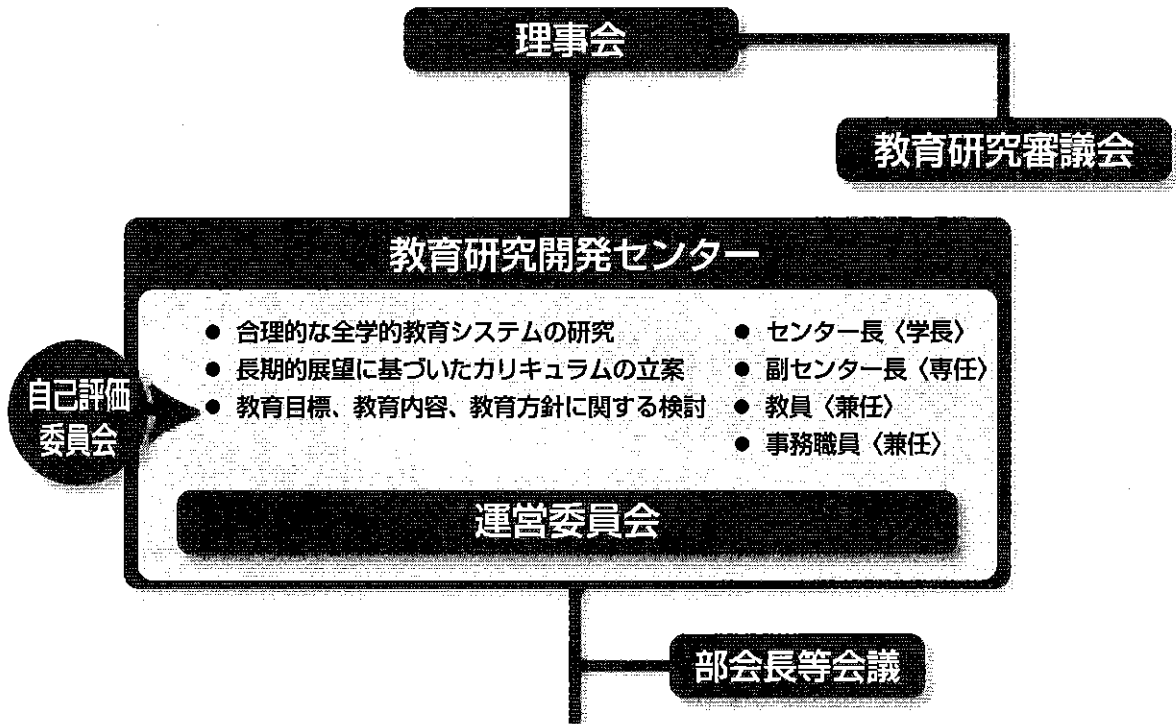 理事会
教育研究審議会
教育研究開発センター
● 合理的な全学的教育システムの研究
● 長期的展望に基づいたカリキュラムの立案
● 教育目標、教育内容、教育方針に関する検討
● センター長〈学長〉
● 副センター長〈専任〉
● 教員〈兼任〉
● 事務職員〈兼任〉
自己評価
委員会
運営委員会
部会長等会議